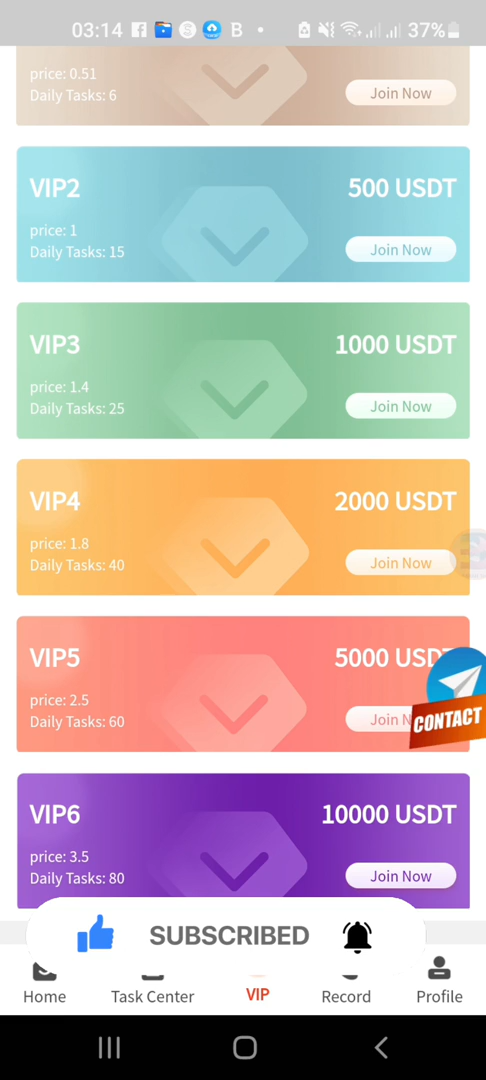 03:14 B 37%
price: 0.51
Daily Tasks: 6
Join Now
VIP2
500 USDT
price: 1
Daily Tasks: 15
Join Now
VIP3
1000 USDT
price: 1.4
Daily Tasks: 25
Join Now
VIP4
2000 USDT
price: 1.8
Daily Tasks: 40
Join Now
VIP5
5000 USD
price: 2.5
Daily Tasks: 60
Join N
CONTACT
VIP6
10000 USDT
price: 3.5
Daily Tasks: 80
Join Now
SUBSCRIBED
Home Task Center VIP Record Profile